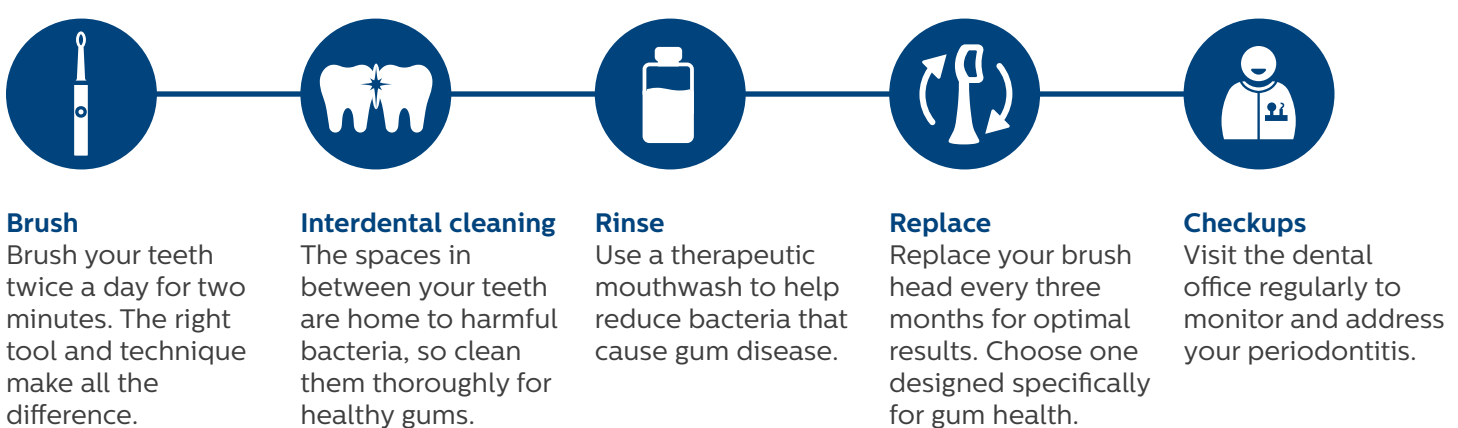 Brush
Brush your teeth
twice a day for two
minutes. The right
tool and technique
make all the
difference.
Interdental cleaning
The spaces in
between your teeth
are home to harmful
bacteria, so clean
them thoroughly for
healthy gums.
Rinse
Use a therapeutic
mouthwash to help
reduce bacteria that
cause gum disease.
Replace
Replace your brush
head every three
months for optimal
results. Choose one
designed specifically
for gum health.
Checkups
Visit the dental
office regularly to
monitor and address
your periodontitis.